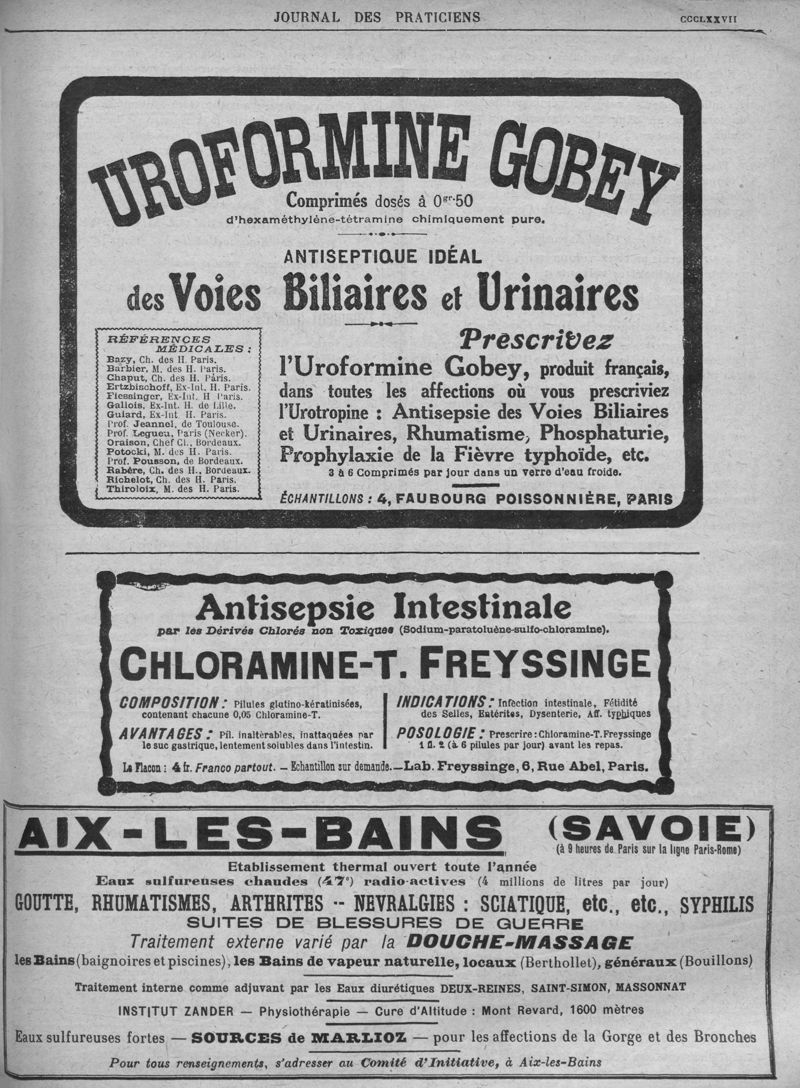 JOURNAL DES PRATICIENS
CCCLXXVII
UROFORMINE GOBEY
Comprimés dosés à 0gr.50
d'hexaméthylène-tétramine chimiquement pure.
ANTISEPTIQUE IDÉAL
des Voies Biliaires et Urinaires
RÉFÉRENCES
MÉDICALES :
Bazy, Ch. des H. Paris.
Barbier, M. des H. Paris.
Chaput, Ch. des H. Paris.
Ertzbischoff, Ex-Int. H. Paris.
Fiessinger, Ex-Int. H Paris.
Gallois, Ex-Int. H. de Lille.
Guiard, Ex-Int H. Paris.
Prof. Jeannel, de Toulouse.
Prof. Legueu, Paris (Necker).
Oraison, Chef Cl., Bordeaux.
Potocki, M. des H. Paris.
Prof. Pousson, de Bordeaux.
Rabère, Ch. des H., Bordeaux.
Richelot, Ch. des H. Paris.
Thiroloix, M. des H. Paris.
Prescrivez
l'Uroformine Gobey, produit français,
dans toutes les affections où vous prescriviez
l'Urotropine : Antisepsie des Voies Biliaires
et Urinaires, Rhumatisme, Phosphaturie,
Prophylaxie de la Fièvre typhoïde, etc.
3 à 6 Comprimés par jour dans un verre d'eau froide.
ÉCHANTILLONS : 4, FAUBOURG POISSONNIÈRE, PARIS
Antisepsie Intestinale
par les Dérivés Chlorés non Toxiques (Sodium-paratoluène-sulfo-chloramine).
CHLORAMINE-T. FREYSSINGE
COMPOSITION : Pilules glutino-kératinisées,
contenant chacune 0,05 Chloramine-T.
AVANTAGES : Pil. inaltérables, inattaquées par
le suc gastrique, lentement solubles dans l'intestin.
INDICATIONS : Infection intestinale, Fétidité
des Selles, Entérites, Dysenterie, Aff. typhiques
POSOLOGIE : Prescrire : Chloramine-T. Freyssinge
1 fl. 2 (à 6 pilules par jour) avant les repas.
Le Flacon : 4 fr. Franco partout. — Echantillon sur demande. — Lab. Freyssinge, 6, Rue Abel, Paris.
AIX-LES-BAINS (SAVOIE)
(à 9 heures de Paris sur la ligne Paris-Rome)
Etablissement thermal ouvert toute l'année
Eaux sulfureuses chaudes (47°) radio-actives (4 millions de litres par jour)
GOUTTE, RHUMATISMES, ARTHRITES -- NEVRALGIES : SCIATIQUE, etc., etc., SYPHILIS
SUITES DE BLESSURES DE GUERRE
Traitement externe varié par la DOUCHE-MASSAGE
les Bains (baignoires et piscines), les Bains de vapeur naturelle, locaux (Berthollet), généraux (Bouillons)
Traitement interne comme adjuvant par les Eaux diurétiques DEUX-REINES, SAINT-SIMON, MASSONNAT
INSTITUT ZANDER — Physiothérapie — Cure d'Altitude : Mont Revard, 1600 mètres
Eaux sulfureuses fortes — SOURCES de MARLIOZ — pour les affections de la Gorge et des Bronches
Pour tous renseignements, s'adresser au Comité d'Initiative, à Aix-les-Bains